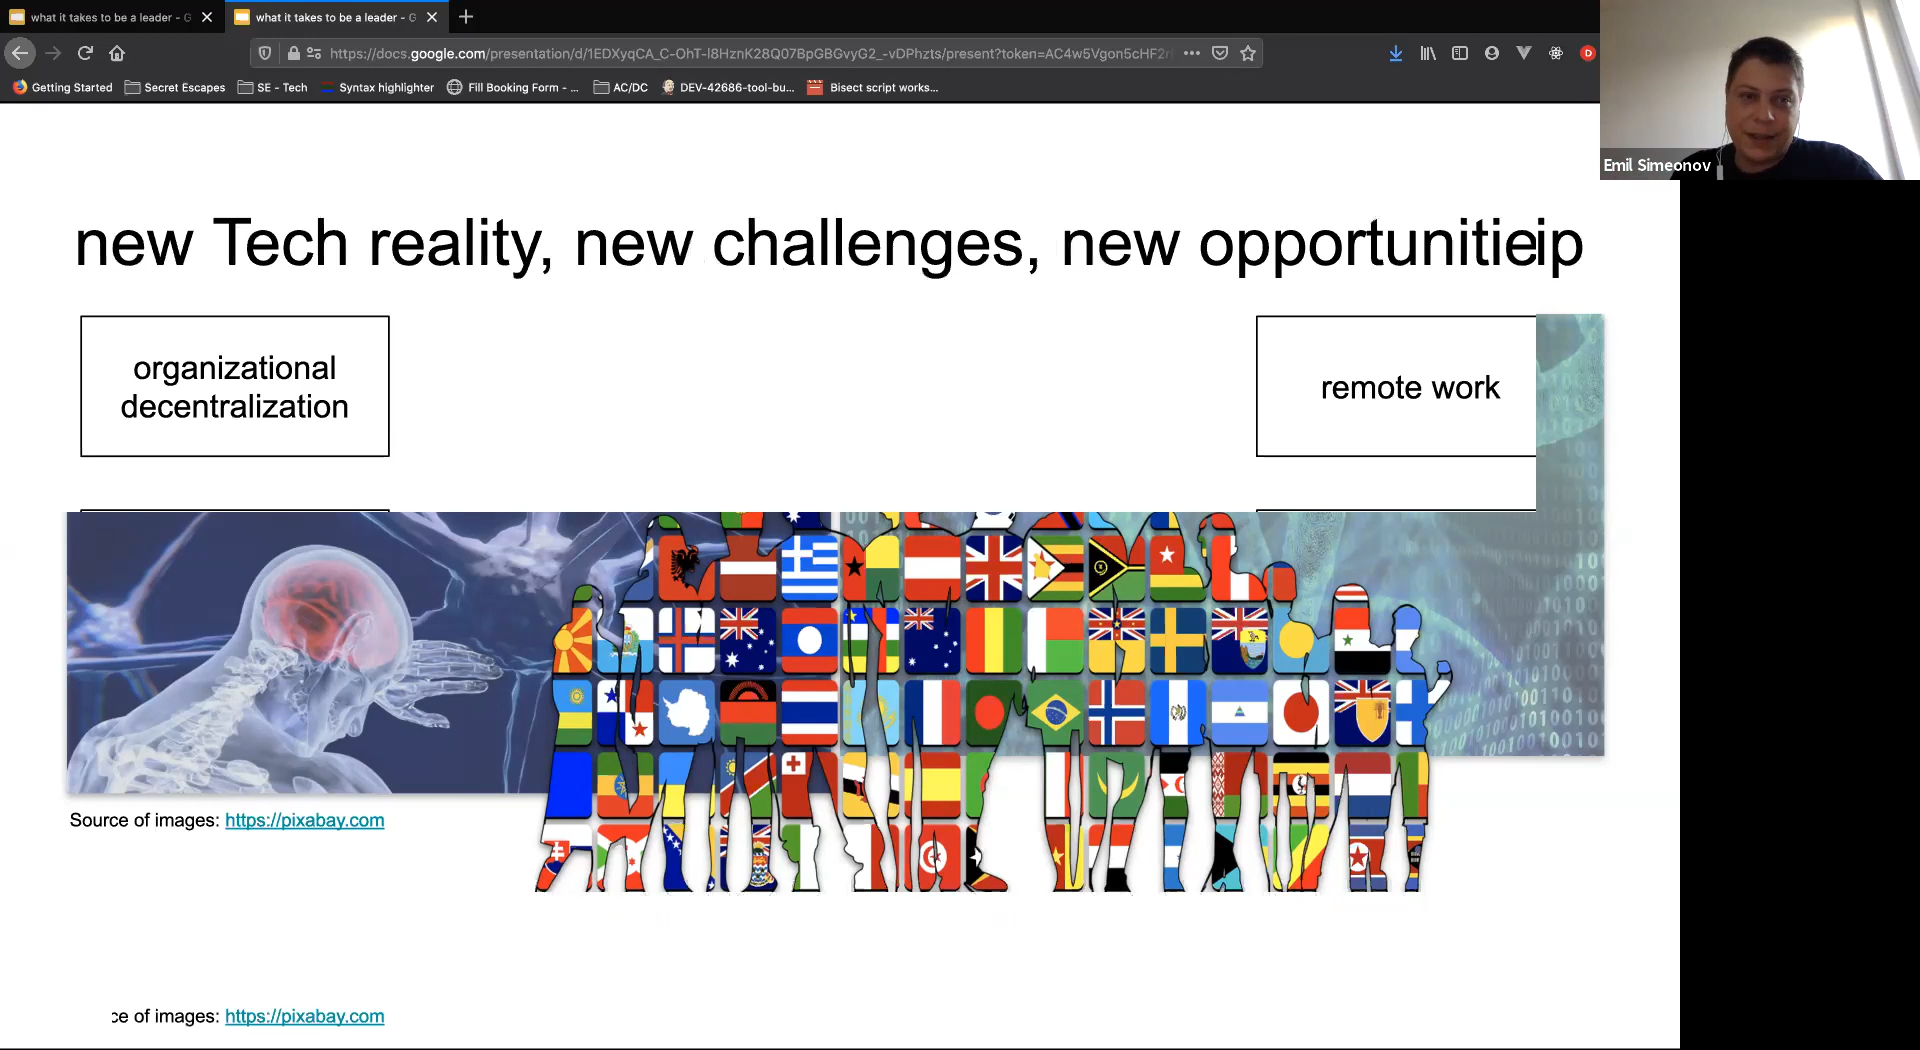 what it takes to be a leader - G
what it takes to be a leader - G
https://docs.google.com/presentation/d/1EDXyqCA_C-OhT-I8HznK28Q07BpGBGvyG2_-vDPhzts/present?token=AC4w5Vgon5cHF2r
Getting Started
Secret Escapes
SE - Tech
Syntax highlighter
Fill Booking Form - ...
AC/DC
DEV-42686-tool-bu...
Bisect script works...
D
Emil Simeonov
new Tech reality, new challenges, new opportunitieip
organizational
decentralization
remote work
Source of images: https://pixabay.com
ce of images: https://pixabay.com